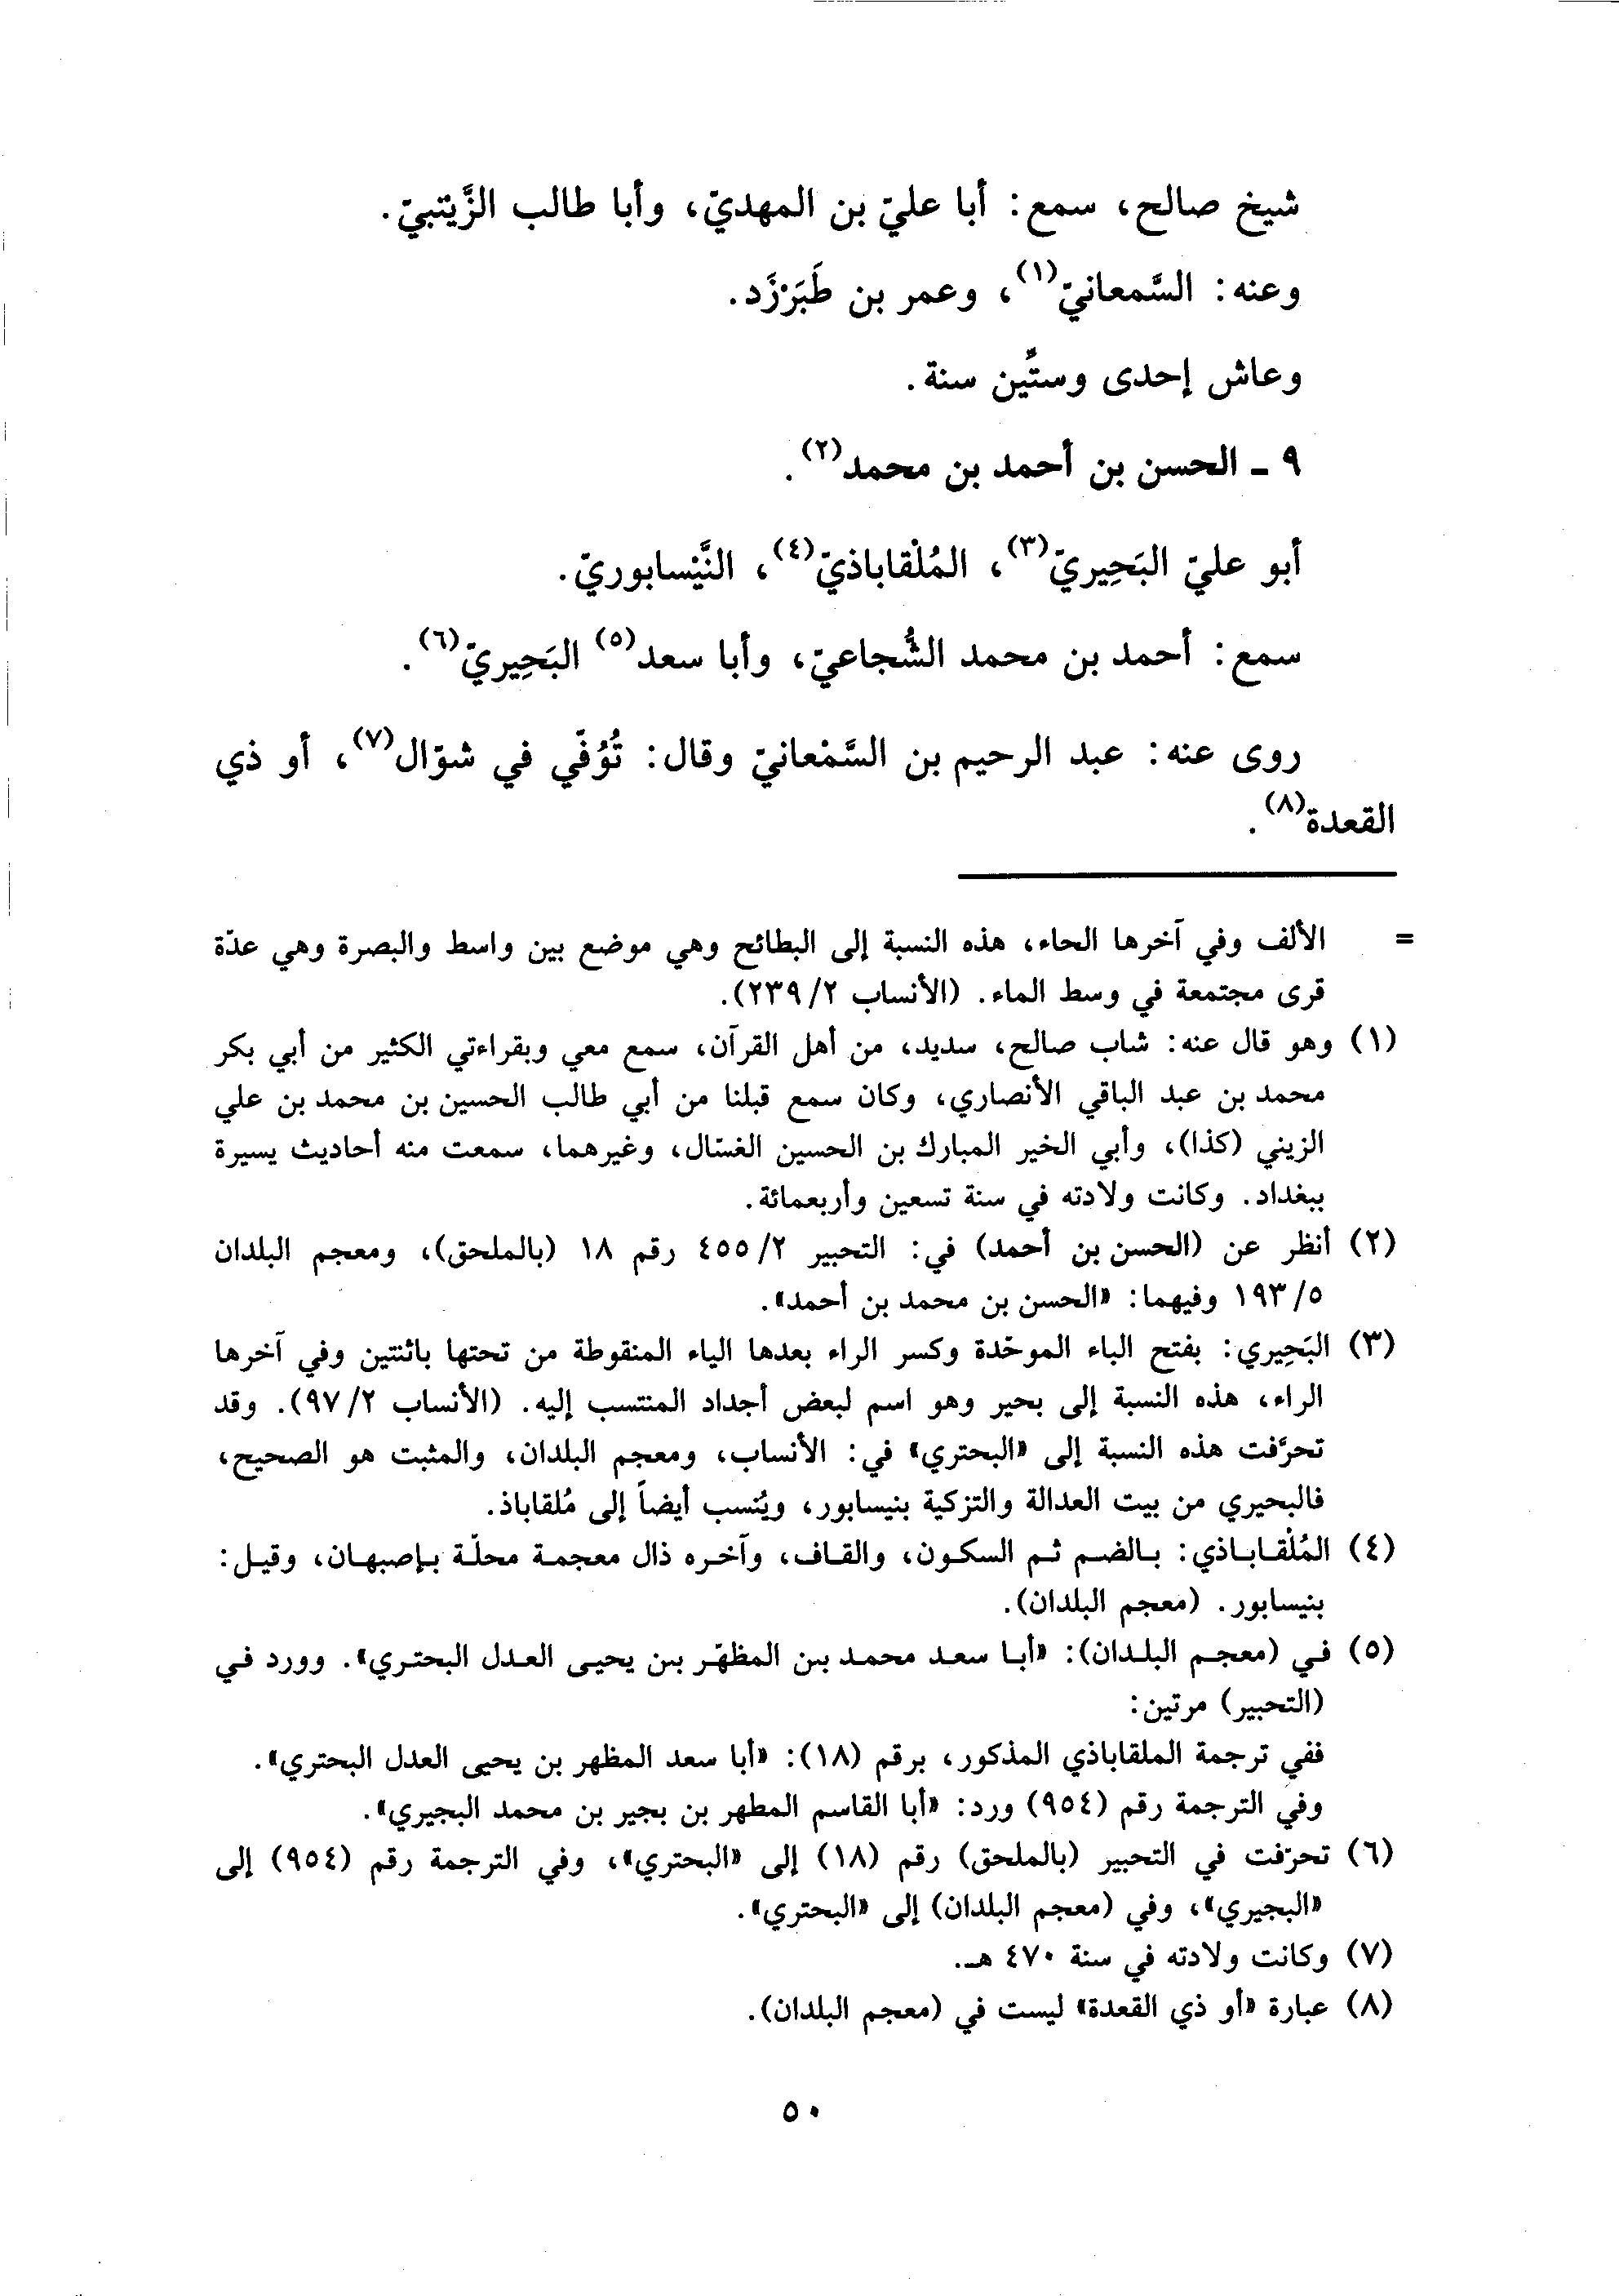 شيخ صالح، سمع: أبا عليّ بن المهديّ، وأبا طالب الزَّيْنبيّ.
وعنه: السَّمعانيّ(١)، وعمر بن طَبَرْزَد.
وعاش إحدى وستّين سنة.
٩ ـ الحسن بن أحمد بن محمد(٢).
أبو عليّ البَحِيريّ(٣)، المُلْقاباذيّ(٤)، النَّيْسابوريّ.
سمع: أحمد بن محمد الشُّجاعيّ، وأبا سعد(٥) البَحِيريّ(٦).
روى عنه: عبد الرحيم بن السَّمْعانيّ وقال: تُوُفّي في شوّال(٧)، أو ذي
القعدة(٨).
= الألف وفي آخرها الحاء، هذه النسبة إلى البطائح وهي موضع بين واسط والبصرة وهي عدّة
قرى مجتمعة في وسط الماء. (الأنساب ٢/ ٢٣٩).
(١) وهو قال عنه: شاب صالح، سديد، من أهل القرآن، سمع معي وبقراءتي الكثير من أبي بكر
محمد بن عبد الباقي الأنصاري، وكان سمع قبلنا من أبي طالب الحسين بن محمد بن علي
الزيني (كذا)، وأبي الخير المبارك بن الحسين الغسّال، وغيرهما، سمعت منه أحاديث يسيرة
ببغداد. وكانت ولادته في سنة تسعين وأربعمائة.
(٢) أنظر عن (الحسن بن أحمد) في: التحبير ٢/ ٤٥٥ رقم ١٨ (بالملحق)، ومعجم البلدان
٥/ ١٩٣ وفيهما: «الحسن بن محمد بن أحمد».
(٣) البَحِيري: بفتح الباء الموحّدة وكسر الراء بعدها الياء المنقوطة من تحتها باثنتين وفي آخرها
الراء، هذه النسبة إلى بحير وهو اسم لبعض أجداد المنتسب إليه. (الأنساب ٢/ ٩٧). وقد
تحرّفت هذه النسبة إلى «البحتري» في: الأنساب، ومعجم البلدان، والمثبت هو الصحيح،
فالبحيري من بيت العدالة والتزكية بنيسابور، ويُنسب أيضاً إلى مُلقاباذ.
(٤) المُلْقاباذي: بالضم ثم السكون، والقاف، وآخره ذال معجمة محلّة بإصبهان، وقيل:
بنيسابور. (معجم البلدان).
(٥) في (معجم البلدان): «أبا سعد محمد بن المظهّر بن يحيى العدل البحتري». وورد في
(التحبير) مرتين:
ففي ترجمة الملقاباذي المذكور، برقم (١٨): «أبا سعد المظهر بن يحيى العدل البحتري».
وفي الترجمة رقم (٩٥٤) ورد: «أبا القاسم المطهر بن بجير بن محمد البجيري».
(٦) تحرّفت في التحبير (بالملحق) رقم (١٨) إلى «البحتري»، وفي الترجمة رقم (٩٥٤) إلى
«البجيري»، وفي (معجم البلدان) إلى «البحتري».
(٧) وكانت ولادته في سنة ٤٧٠ هـ.
(٨) عبارة «أو ذي القعدة» ليست في (معجم البلدان).
٥٠